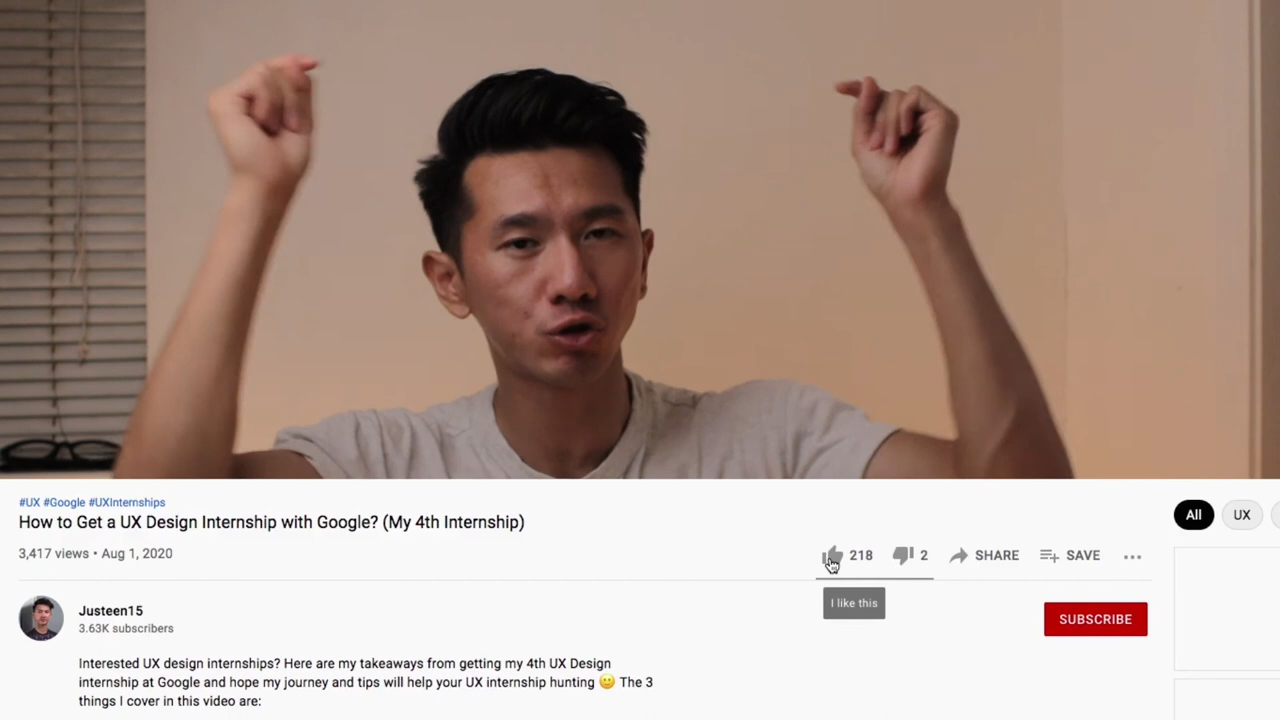 #UX #Google #UXInternships
How to Get a UX Design Internship with Google? (My 4th Internship)
3,417 views • Aug 1, 2020
218
2
SHARE
SAVE
All
UX
I like this
Justeen15
3.63K subscribers
SUBSCRIBE
Interested UX design internships? Here are my takeaways from getting my 4th UX Design
internship at Google and hope my journey and tips will help your UX internship hunting 😊 The 3
things I cover in this video are: